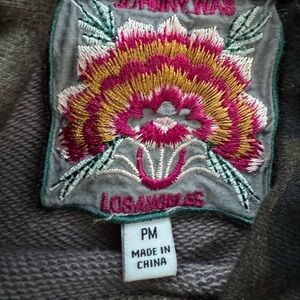 JOHNNY WAS
LOS ANGELES
PM
MADE IN
CHINA